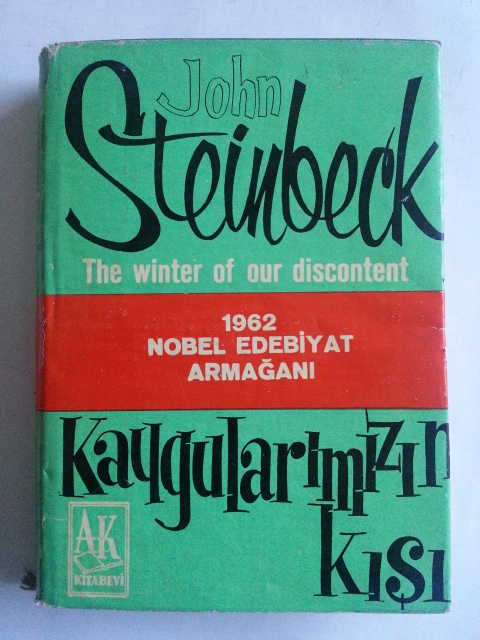 John
Steinbeck
The winter of our discontent
1962
NOBEL EDEBİYAT
ARMAĞANI
Kaygularımızın
kışı
AK
KİTABEVİ